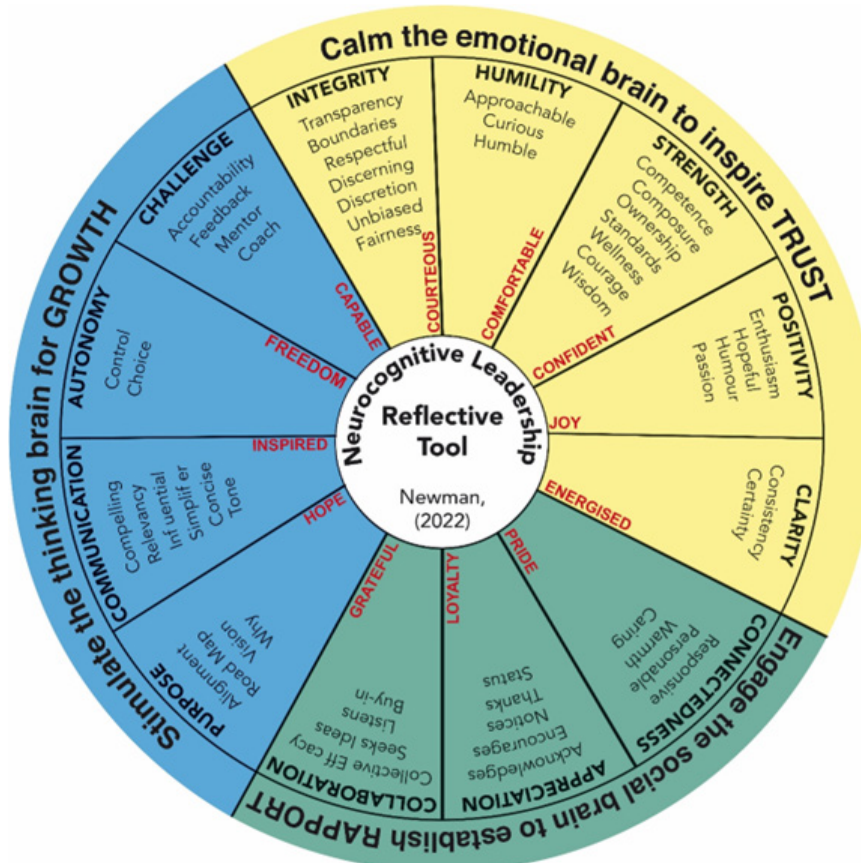 Calm the emotional brain to inspire TRUST
INTEGRITY
Transparency
Boundaries
Respectful
Discerning
Discretion
Unbiased
Fairness
COURTEOUS
HUMILITY
Approachable
Curious
Humble
COMFORTABLE
STRENGTH
Competence
Composure
Ownership
Standards
Wellness
Courage
Wisdom
CONFIDENT
POSITIVITY
Enthusiasm
Hopeful
Humour
Passion
JOY
CLARITY
Consistency
Certainty
ENERGISED
Engage the social brain to establish RAPPORT
CONNECTEDNESS
Responsive
Personable
Warmth
Caring
PRIDE
APPRECIATION
Acknowledges
Encourages
Notices
Thanks
Status
LOYALTY
COLLABORATION
Collective Eff cacy
Seeks Ideas
Listens
Buy-in
GRATEFUL
Stimulate the thinking brain for GROWTH
PURPOSE
Alignment
Road Map
Vision
Why
HOPE
COMMUNICATION
Compelling
Relevancy
Inf uential
Simplif er
Concise
Tone
INSPIRED
AUTONOMY
Control
Choice
FREEDOM
CHALLENGE
Accountability
Feedback
Mentor
Coach
CAPABLE
Neurocognitive Leadership
Reflective
Tool
Newman,
(2022)